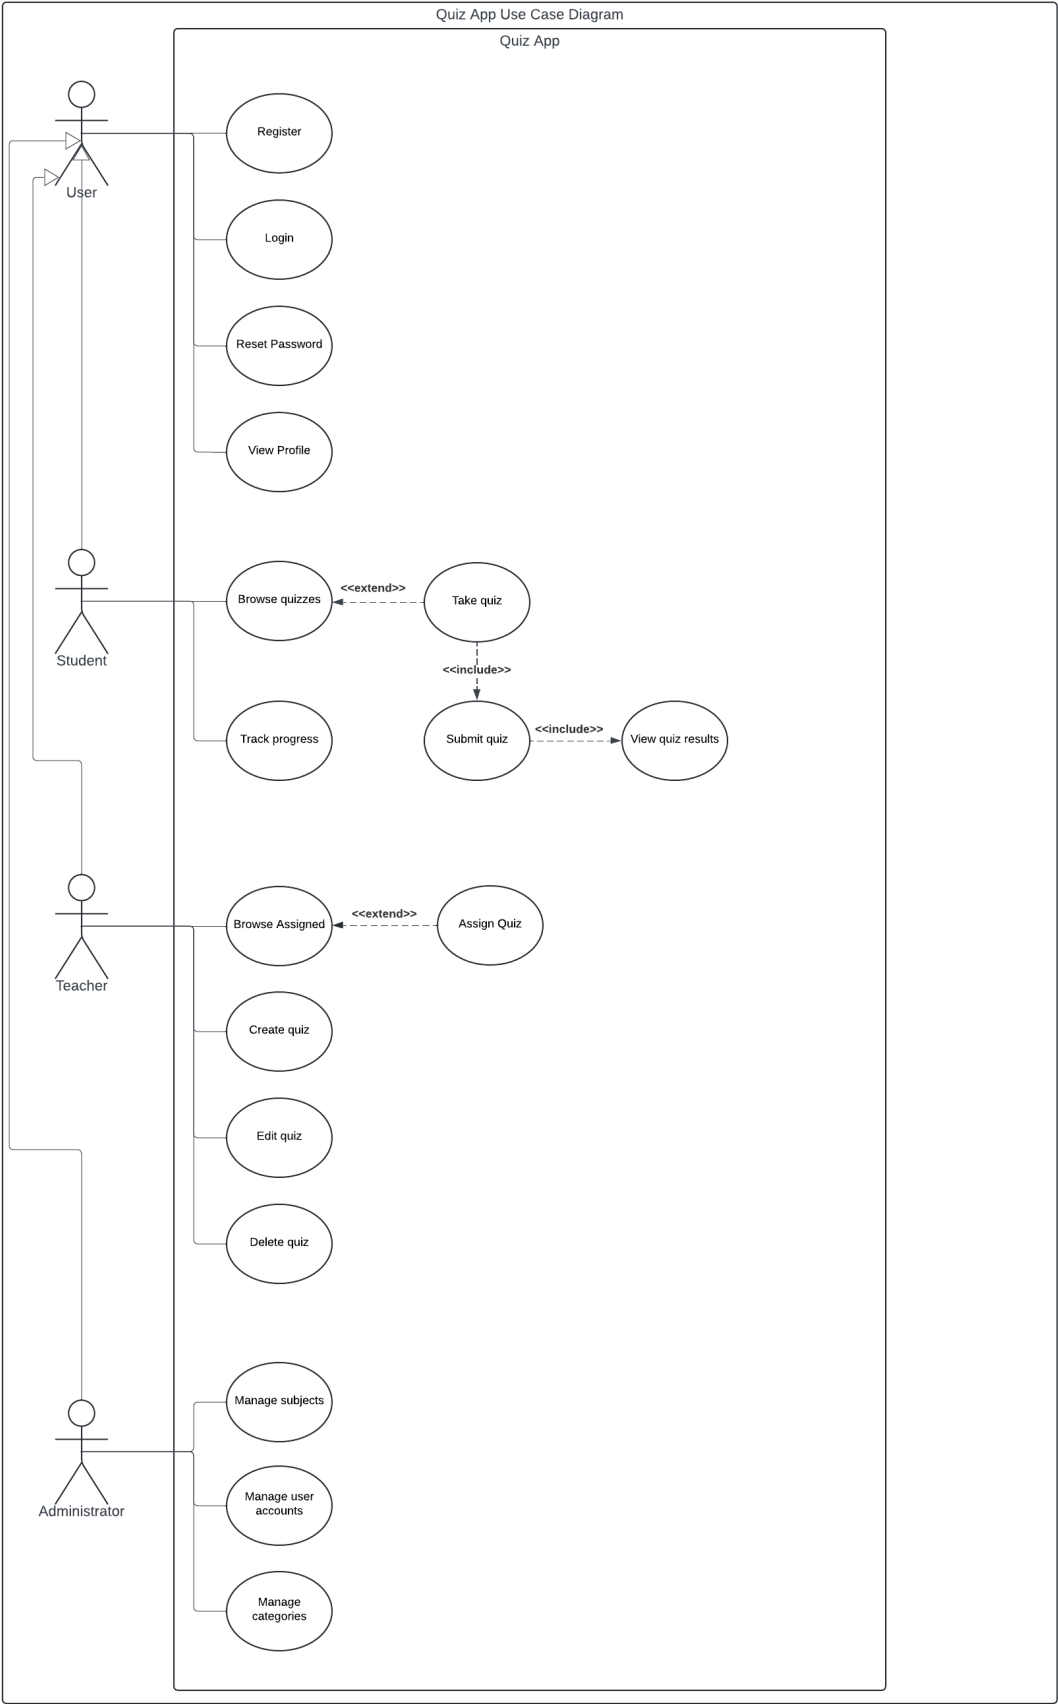 Quiz App Use Case Diagram
Quiz App
Register
User
Login
Reset Password
View Profile
<<extend>>
Browse quizzes
Take quiz
Student
<<include>>
<<include>>
Track progress
Submit quiz
View quiz results
<<extend>>
Browse Assigned
Assign Quiz
Teacher
Create quiz
Edit quiz
Delete quiz
Manage subjects
Administrator
Manage user
accounts
Manage
categories